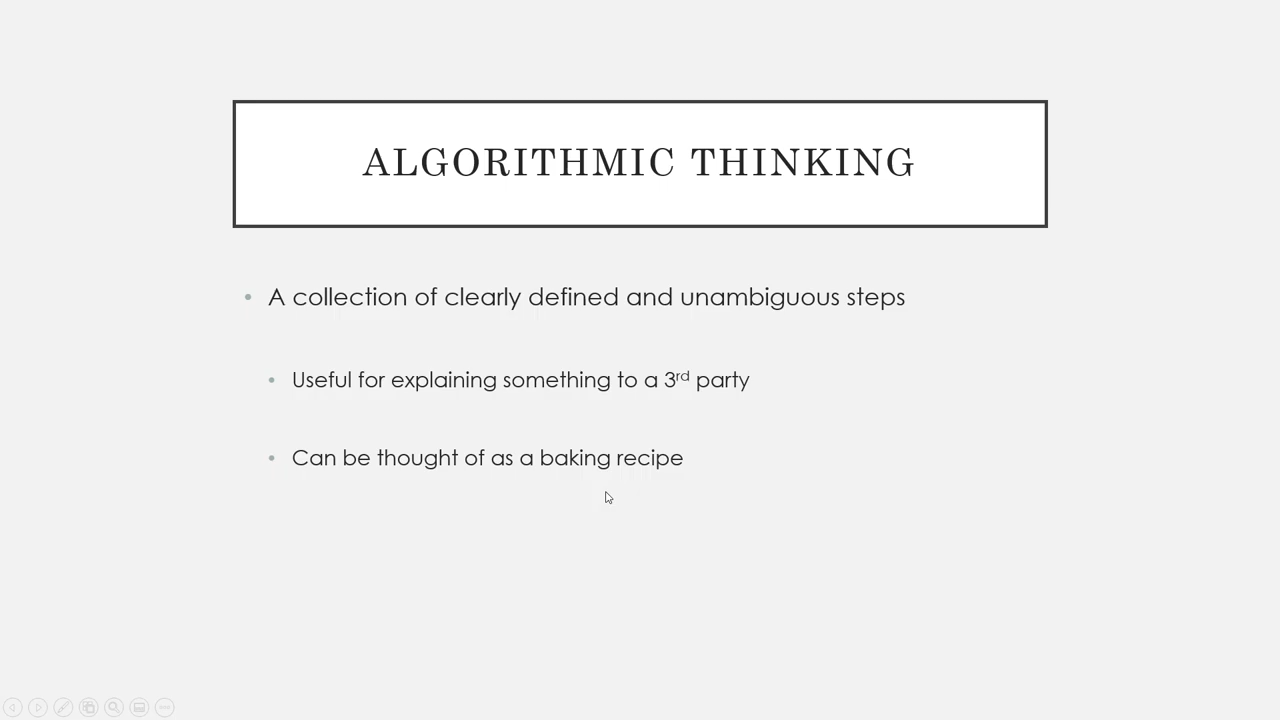 ALGORITHMIC THINKING
• A collection of clearly defined and unambiguous steps
• Useful for explaining something to a 3rd party
• Can be thought of as a baking recipe